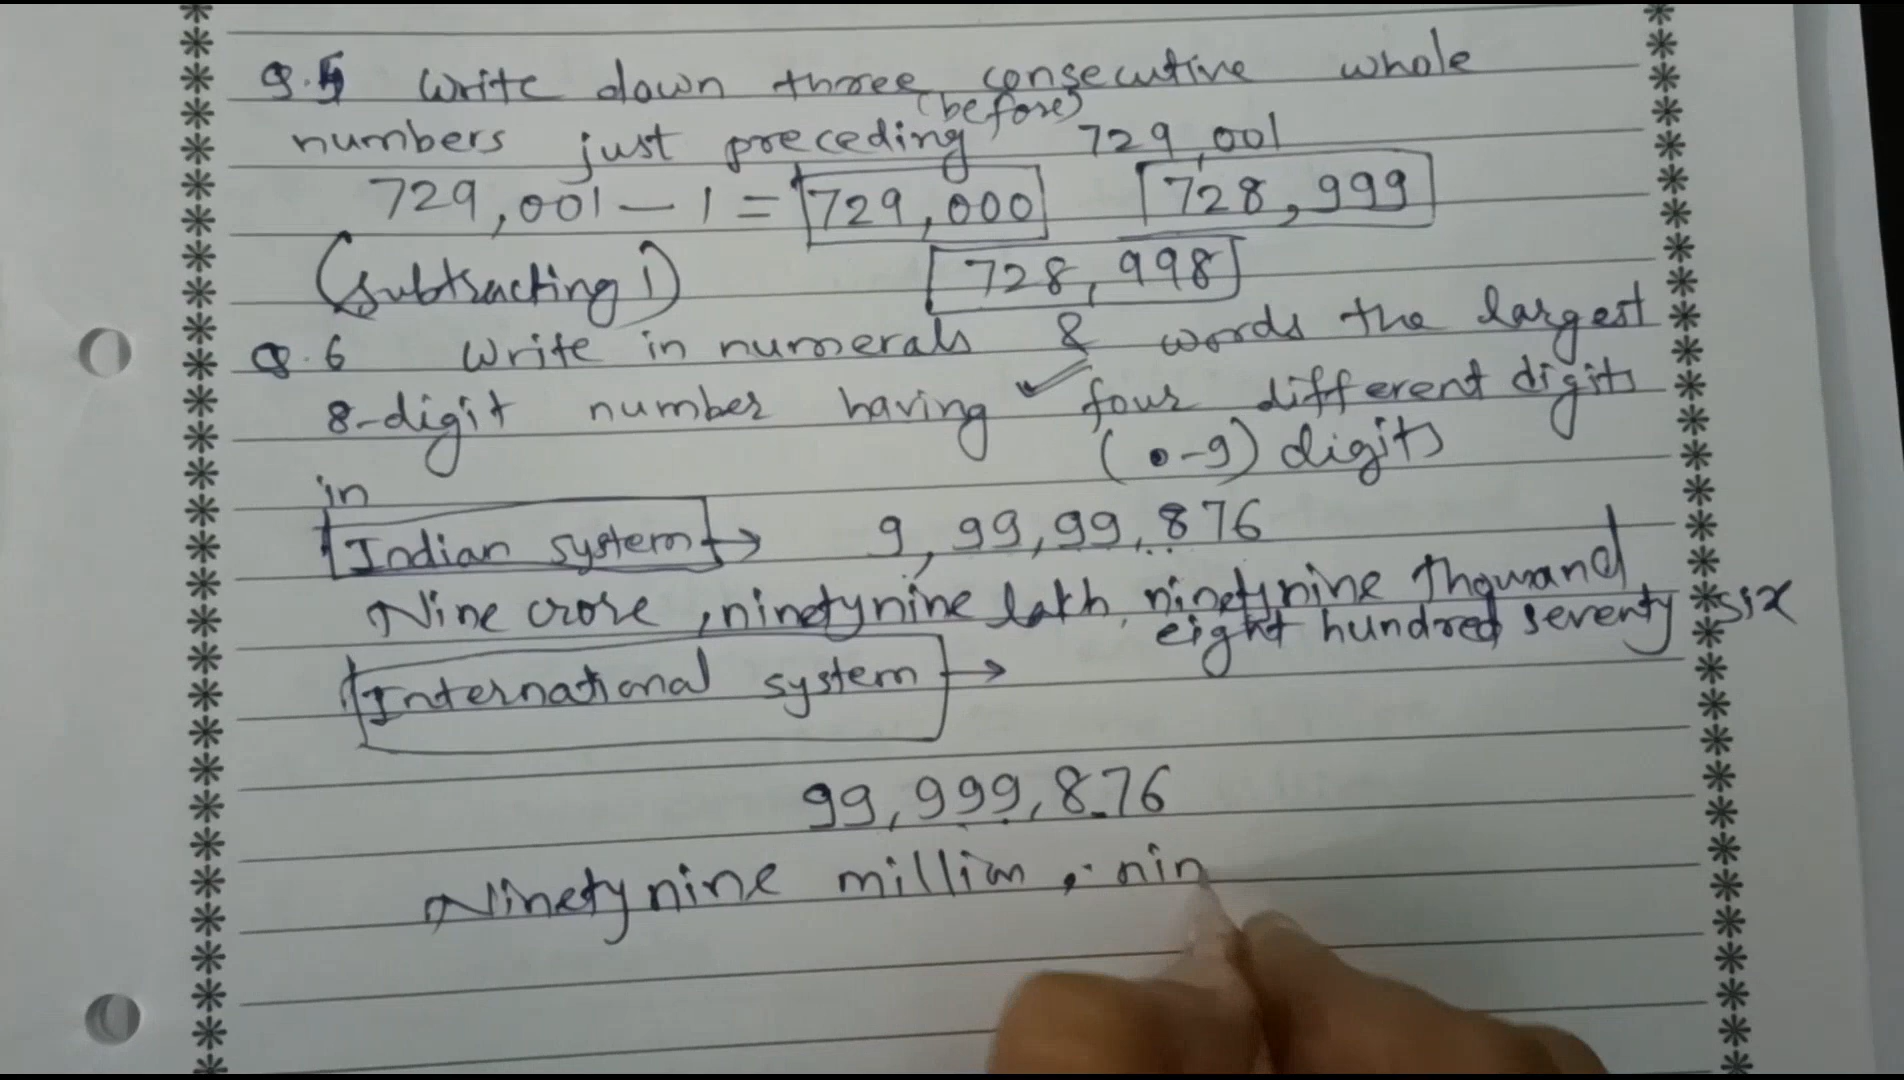 Q.5 Write down three consecutive whole
(before)
numbers just preceding 729,001
729,001 - 1 = 729,000 728,999
(subtracting 1) 728,998
Q.6 Write in numerals & words the largest
8-digit number having four different digits
(0-9) digits
in
Indian system → 9,99,99,876
Nine crore, ninetynine lakh, ninetynine thousand
eight hundred seventy six
International system →
99,999,876
Ninetynine million, nin